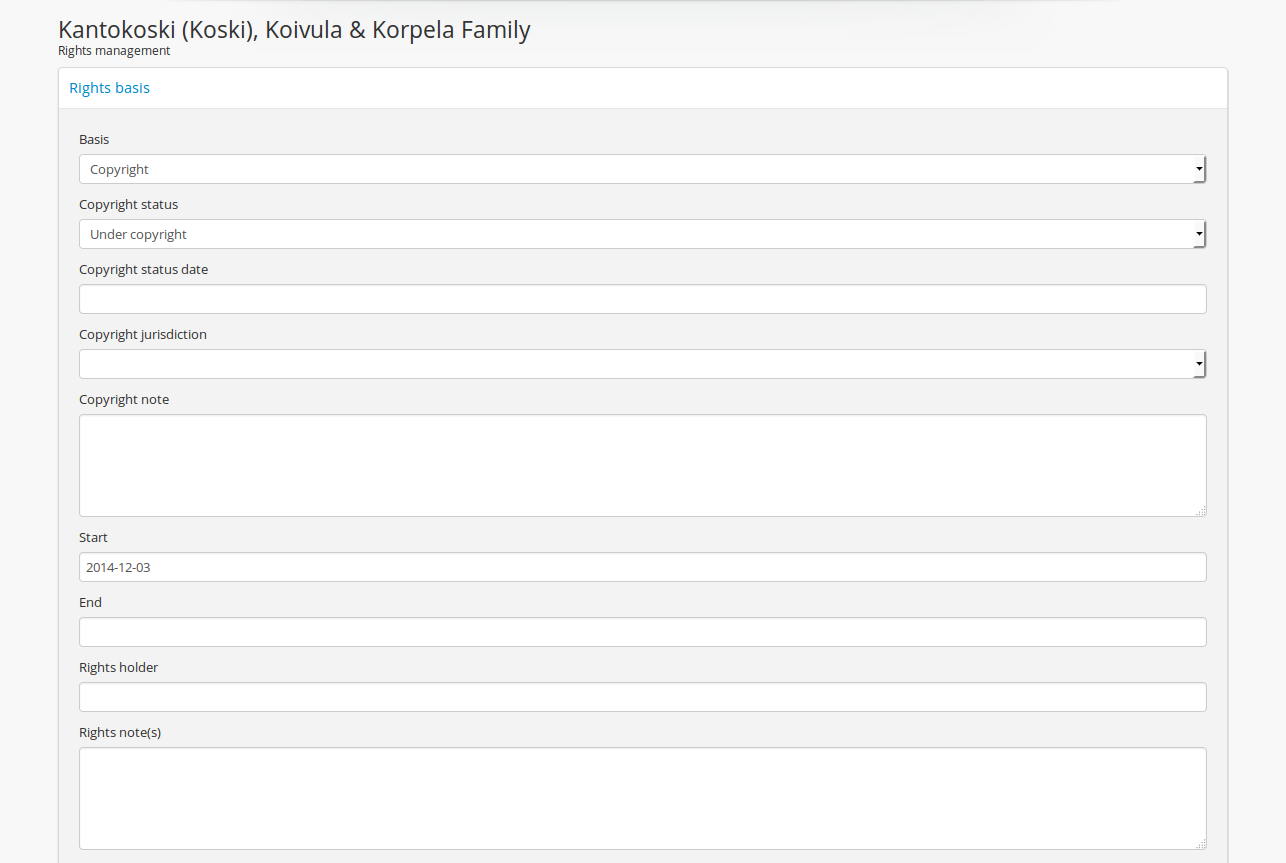 Kantokoski (Koski), Koivula & Korpela Family
Rights management
Rights basis
Basis
Copyright
Copyright status
Under copyright
Copyright status date
Copyright jurisdiction
Copyright note
Start
2014-12-03
End
Rights holder
Rights note(s)